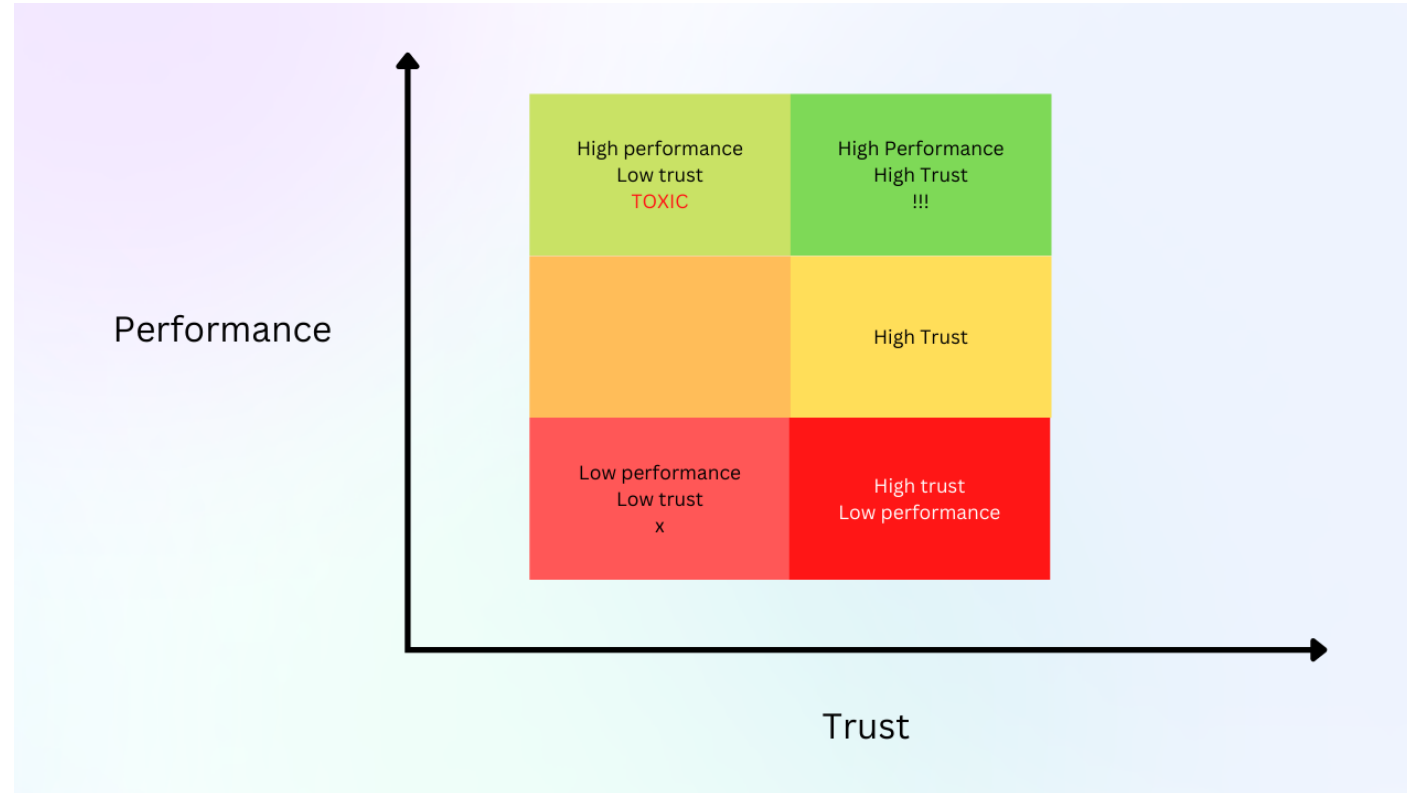 High performance
Low trust
TOXIC
High Performance
High Trust
!!!
Performance
High Trust
Low performance
Low trust
x
High trust
Low performance
Trust